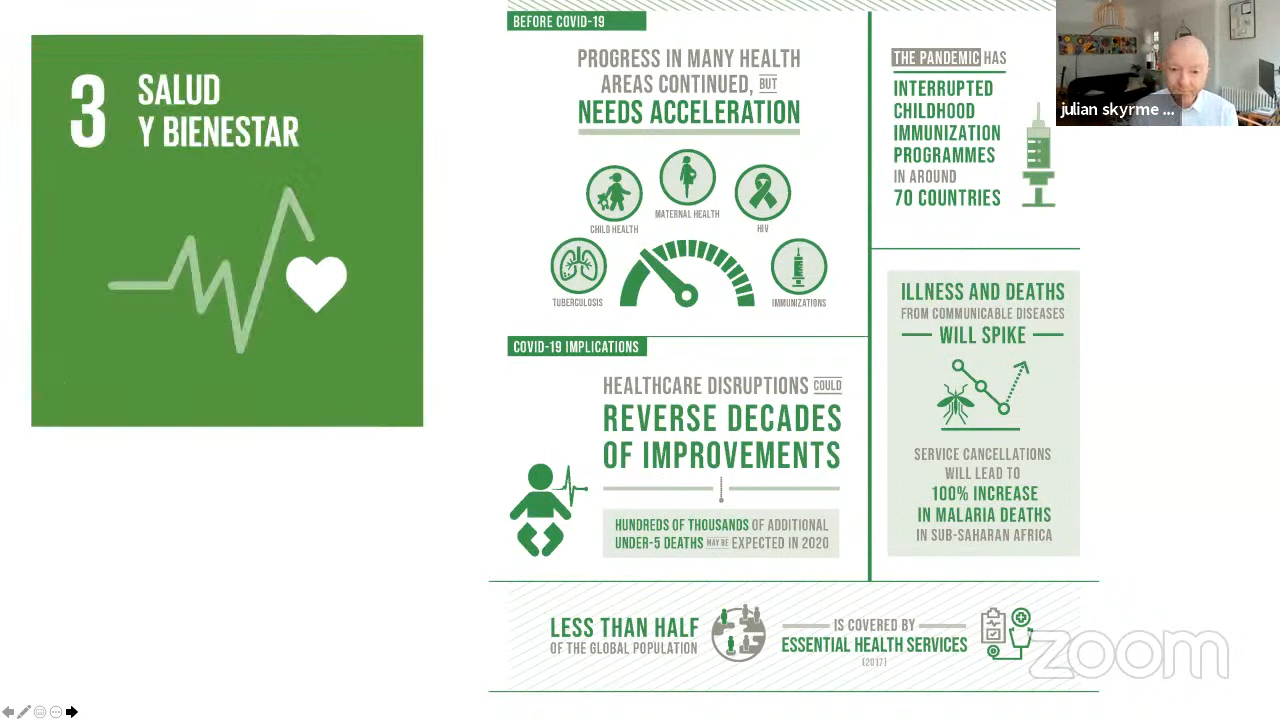 3 SALUD
Y BIENESTAR
BEFORE COVID-19
PROGRESS IN MANY HEALTH
AREAS CONTINUED, BUT
NEEDS ACCELERATION
CHILD HEALTH
MATERNAL HEALTH
HIV
TUBERCULOSIS
IMMUNIZATIONS
THE PANDEMIC HAS
INTERRUPTED
CHILDHOOD
IMMUNIZATION
PROGRAMMES
IN AROUND
70 COUNTRIES
julian skyrme ...
COVID-19 IMPLICATIONS
HEALTHCARE DISRUPTIONS COULD
REVERSE DECADES
OF IMPROVEMENTS
HUNDREDS OF THOUSANDS OF ADDITIONAL
UNDER-5 DEATHS MAY BE EXPECTED IN 2020
ILLNESS AND DEATHS
FROM COMMUNICABLE DISEASES
WILL SPIKE
SERVICE CANCELLATIONS
WILL LEAD TO
100% INCREASE
IN MALARIA DEATHS
IN SUB-SAHARAN AFRICA
LESS THAN HALF
OF THE GLOBAL POPULATION
IS COVERED BY
ESSENTIAL HEALTH SERVICES
(2017)
zoom